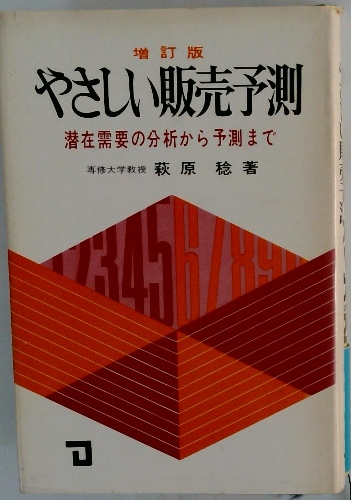 増訂版
やさしい販売予測
潜在需要の分析から予測まで
専修大学教授 萩原 稔 著
123456789